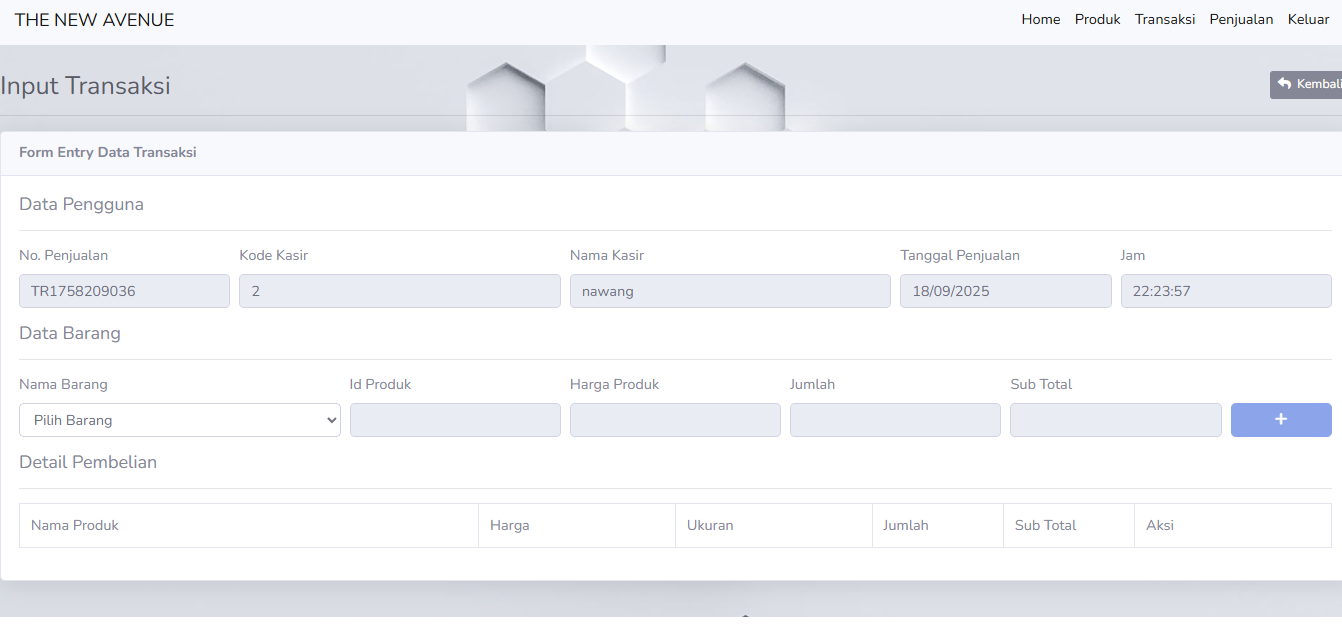 THE NEW AVENUE
Home Produk Transaksi Penjualan Keluar
Input Transaksi
Kembali
Form Entry Data Transaksi
Data Pengguna
No. Penjualan Kode Kasir Nama Kasir Tanggal Penjualan Jam
TR1758209036 2 nawang 18/09/2025 22:23:57
Data Barang
Nama Barang Id Produk Harga Produk Jumlah Sub Total
Pilih Barang +
Detail Pembelian
Nama Produk Harga Ukuran Jumlah Sub Total Aksi